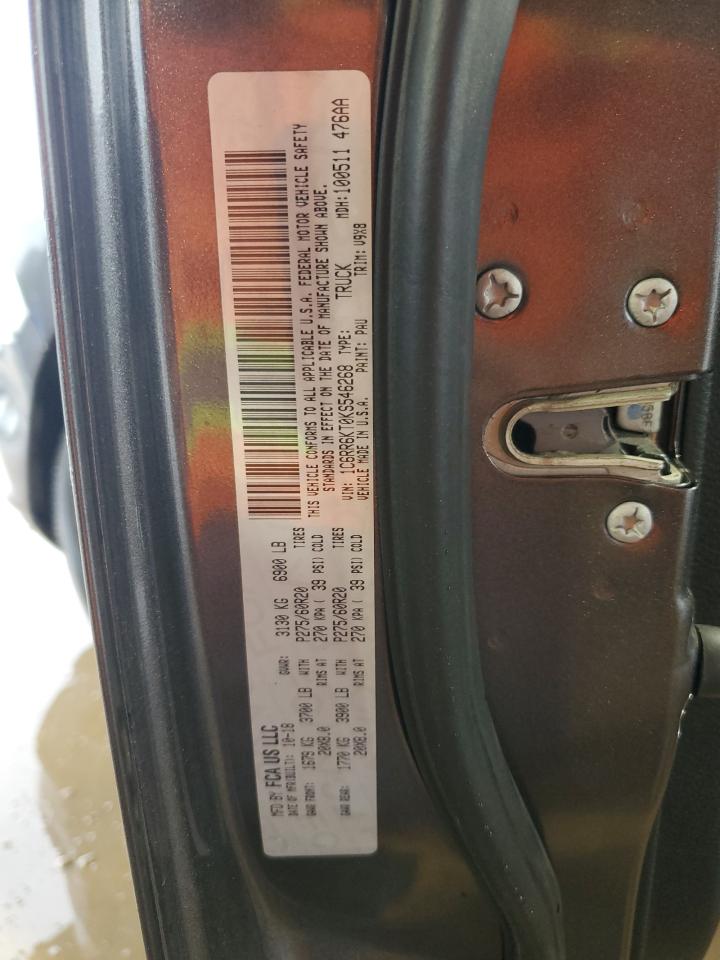 MFD BY FCA US LLC
DATE OF MFR(BUILT): 10-18 GVWR: 3130 KG 6900 LB
GAWR FRONT: 1679 KG 3700 LB WITH P275/60R20 TIRES
20X8.0 RIMS AT 270 KPA ( 39 PSI) COLD
GAWR REAR: 1770 KG 3900 LB WITH P275/60R20 TIRES
20X8.0 RIMS AT 270 KPA ( 39 PSI) COLD
THIS VEHICLE CONFORMS TO ALL APPLICABLE U.S.A. FEDERAL MOTOR VEHICLE SAFETY
STANDARDS IN EFFECT ON THE DATE OF MANUFACTURE SHOWN ABOVE.
VIN: 1C6RR6KT0KS546268 TYPE: TRUCK MDH:100511 476AA
VEHICLE MADE IN U.S.A. PAINT: PAU TRIM: V9X8